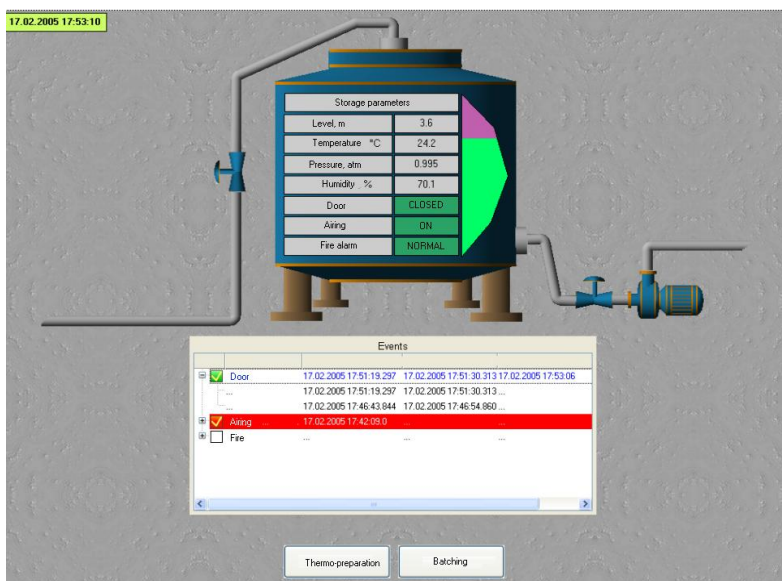 17.02.2005 17:53:10
Storage parameters
Level, m 3.6
Temperature °C 24.2
Pressure, atm 0.995
Humidity , % 70.1
Door CLOSED
Airing ON
Fire alarm NORMAL
Events
Door 17.02.2005 17:51:19.297 17.02.2005 17:51:30.313 17.02.2005 17:53:06
... 17.02.2005 17:51:19.297 17.02.2005 17:51:30.313 ...
... 17.02.2005 17:46:43.844 17.02.2005 17:46:54.860 ...
Airing ... . 17.02.2005 17:42:09.0 ... ...
Fire ... ... ...
Thermo-preparation Batching